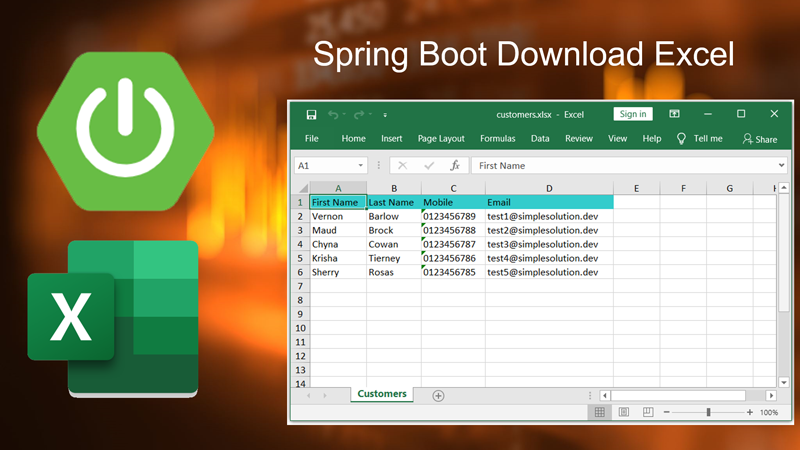 Spring Boot Download Excel
customers.xlsx - Excel
Sign in
File Home Insert Page Layout Formulas Data Review View Help Tell me Share
A1 fx First Name
A B C D E F G H
1 First Name Last Name Mobile Email
2 Vernon Barlow 0123456789 test1@simplesolution.dev
3 Maud Brock 0123456788 test2@simplesolution.dev
4 Chyna Cowan 0123456787 test3@simplesolution.dev
5 Krisha Tierney 0123456786 test4@simplesolution.dev
6 Sherry Rosas 0123456785 test5@simplesolution.dev
7
8
9
10
11
12
13
14
X
Customers
100%